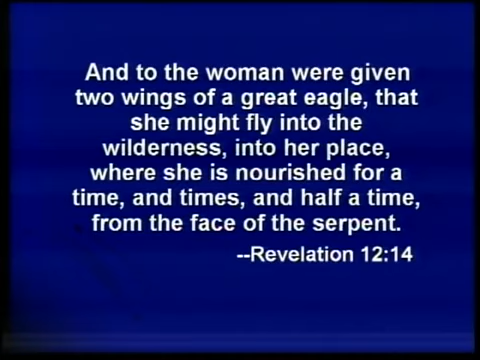 And to the woman were given
two wings of a great eagle, that
she might fly into the
wilderness, into her place,
where she is nourished for a
time, and times, and half a time,
from the face of the serpent.
--Revelation 12:14